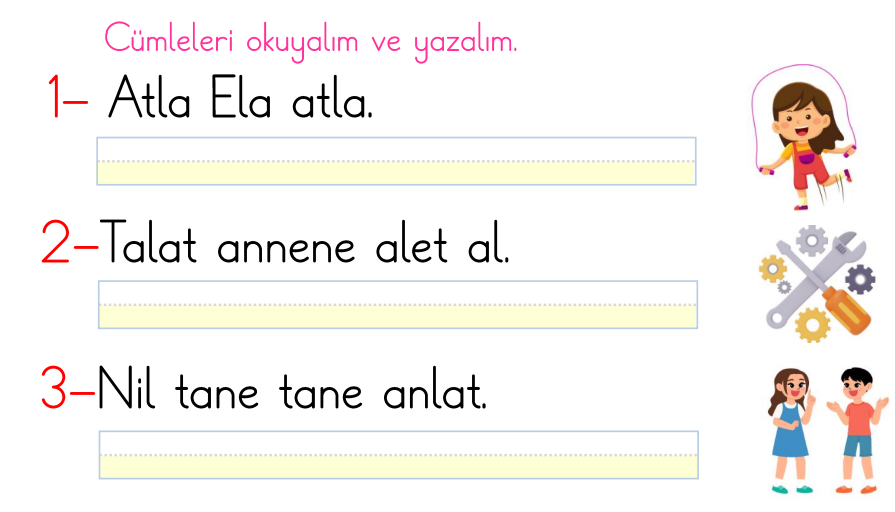 Cümleleri okuyalım ve yazalım.
1- Atla Ela atla.
2-Talat annene alet al.
3-Nil tane tane anlat.